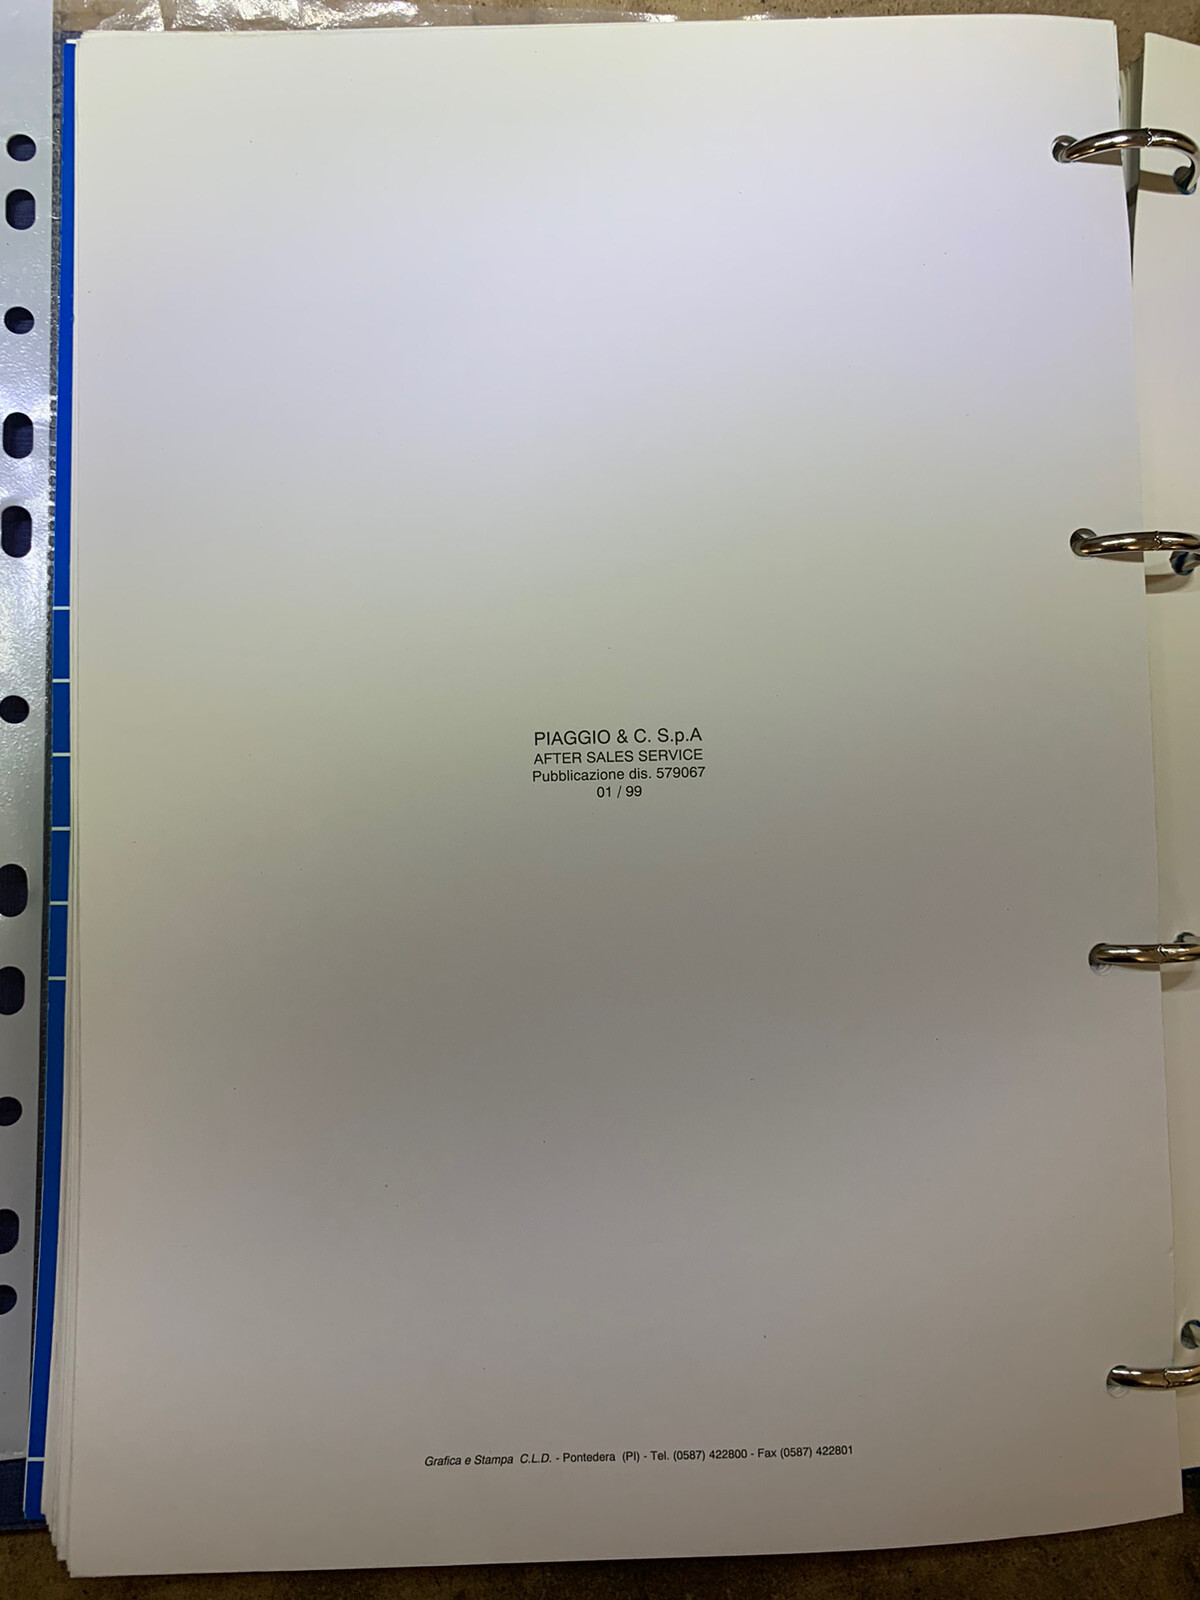 PIAGGIO & C. S.p.A
AFTER SALES SERVICE
Pubblicazione dis. 579067
01 / 99
Grafica e Stampa C.L.D. - Pontedera (PI) - Tel. (0587) 422800 - Fax (0587) 422801